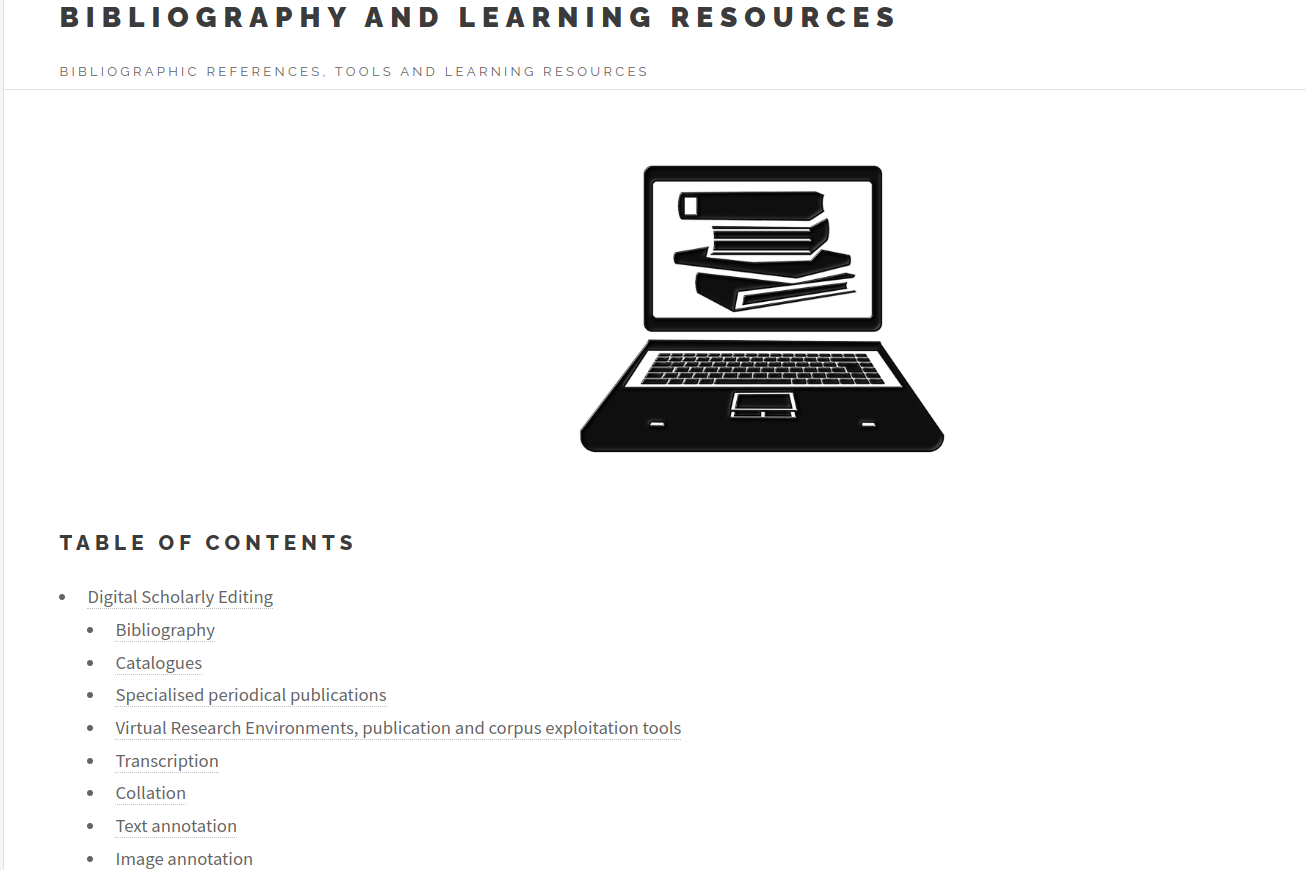 BIBLIOGRAPHY AND LEARNING RESOURCES
BIBLIOGRAPHIC REFERENCES, TOOLS AND LEARNING RESOURCES
TABLE OF CONTENTS
Digital Scholarly Editing
Bibliography
Catalogues
Specialised periodical publications
Virtual Research Environments, publication and corpus exploitation tools
Transcription
Collation
Text annotation
Image annotation